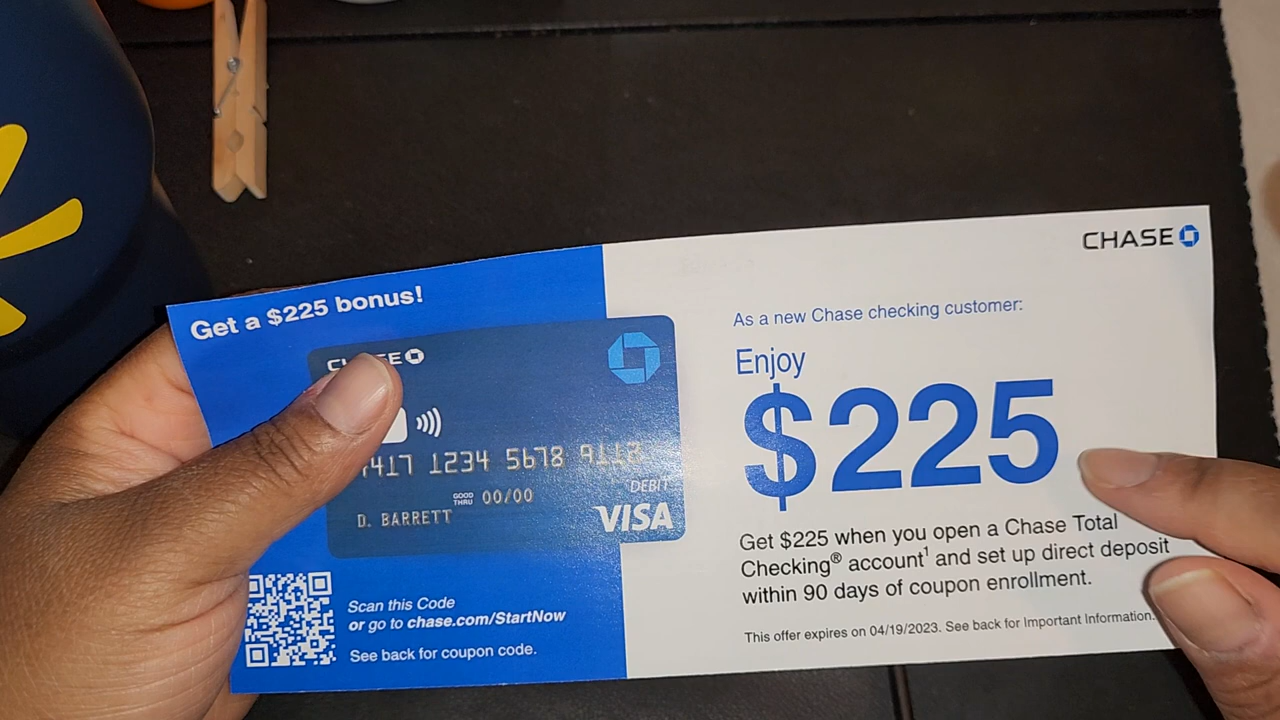 Get a $225 bonus!
CHASE
1234 5678
GOOD THRU 00/00
D. BARRETT
DEBIT
VISA
Scan this Code
or go to chase.com/StartNow
See back for coupon code.
CHASE
As a new Chase checking customer:
Enjoy
$225
Get $225 when you open a Chase Total
Checking® account¹ and set up direct deposit
within 90 days of coupon enrollment.
This offer expires on 04/19/2023. See back for Important Information.